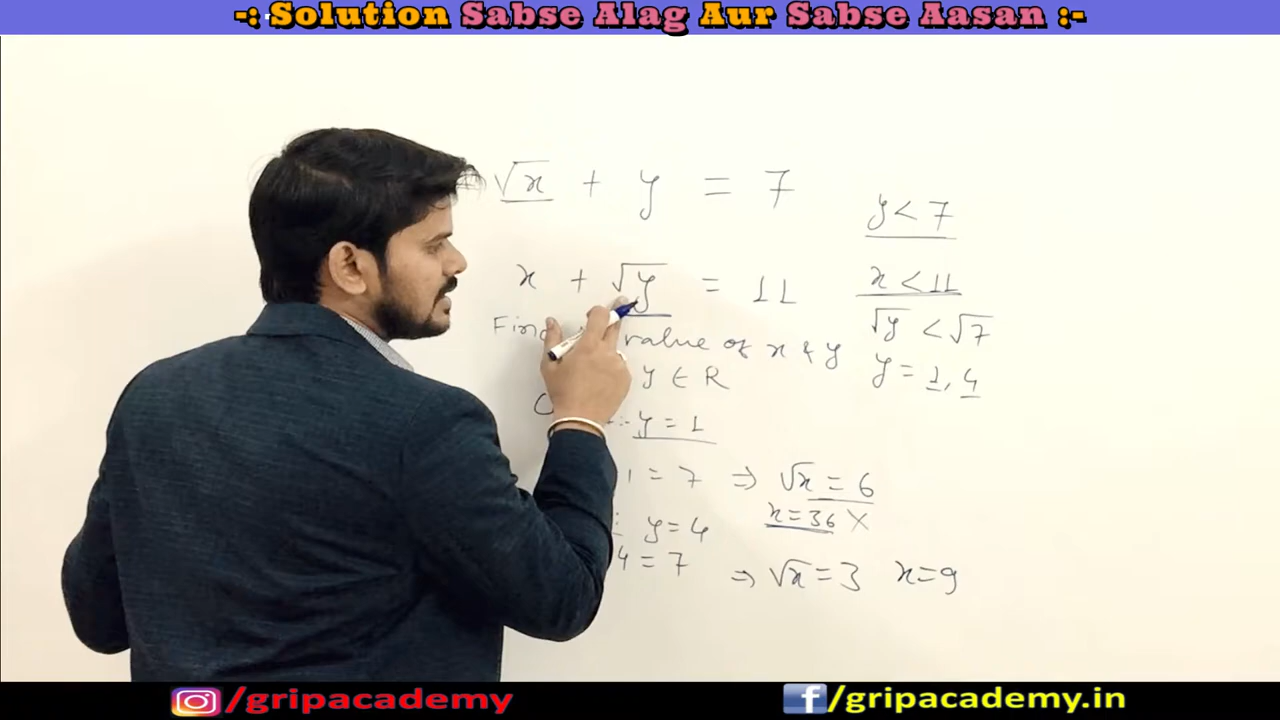 -: Solution Sabse Alag Aur Sabse Aasan :-
√x + y = 7
y < 7
x + √y = 11
x < 11
√y < √7
value of x & y
y = 1, 4
y ∈ R
y = 1
1 = 7 ⇒ √x = 6
x = 36 ×
y = 4
4 = 7 ⇒ √x = 3 x = 9
/gripacademy
f/gripacademy.in